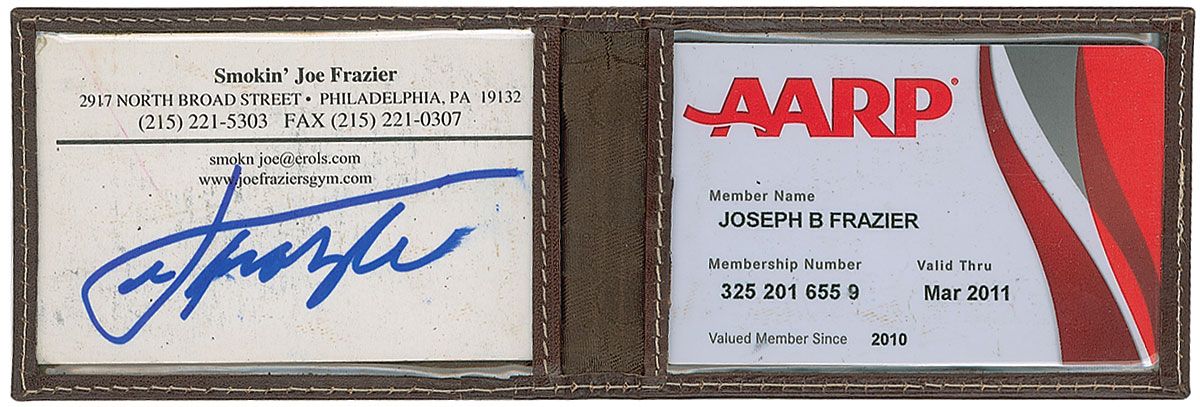 Smokin' Joe Frazier
2917 NORTH BROAD STREET • PHILADELPHIA, PA 19132
(215) 221-5303 FAX (215) 221-0307
smokn joe@erols.com
www.joefraziersgym.com
Joe Frazier
AARP®
Member Name
JOSEPH B FRAZIER
Membership Number Valid Thru
325 201 655 9 Mar 2011
Valued Member Since 2010